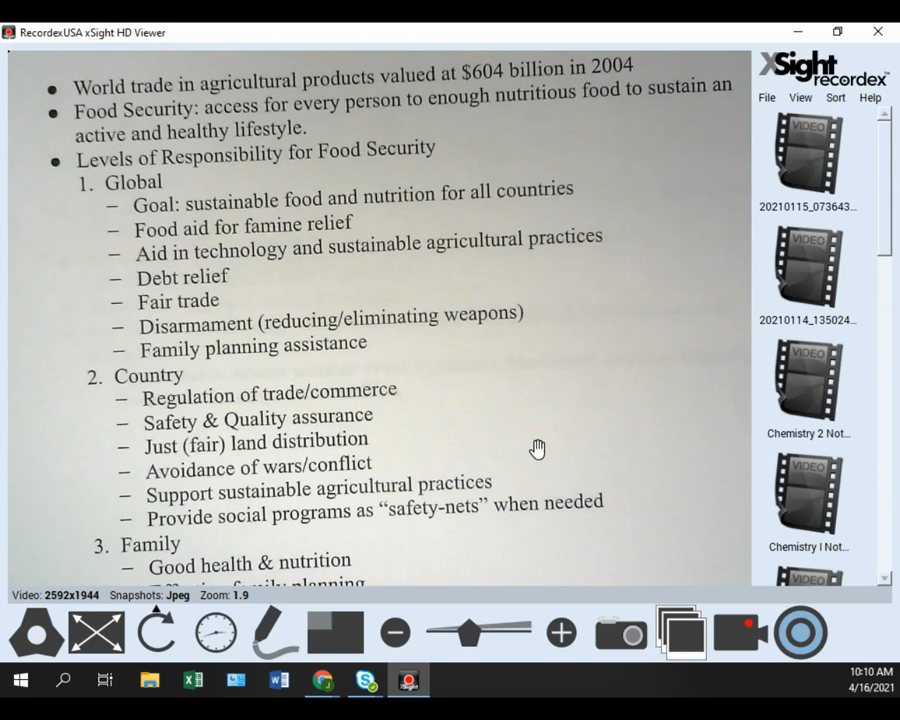 RecordexUSA xSight HD Viewer
• World trade in agricultural products valued at $604 billion in 2004
• Food Security: access for every person to enough nutritious food to sustain an
active and healthy lifestyle.
• Levels of Responsibility for Food Security
1. Global
– Goal: sustainable food and nutrition for all countries
– Food aid for famine relief
– Aid in technology and sustainable agricultural practices
– Debt relief
– Fair trade
– Disarmament (reducing/eliminating weapons)
– Family planning assistance
2. Country
– Regulation of trade/commerce
– Safety & Quality assurance
– Just (fair) land distribution
– Avoidance of wars/conflict
– Support sustainable agricultural practices
– Provide social programs as “safety-nets” when needed
3. Family
– Good health & nutrition
family planning
XSight
recordex
File View Sort Help
VIDEO
20210115_073643...
VIDEO
20210114_135024...
VIDEO
Chemistry 2 Not...
VIDEO
Chemistry I Not...
VIDEO
Video: 2592x1944 Snapshots: Jpeg Zoom: 1.9
10:10 AM
4/16/2021